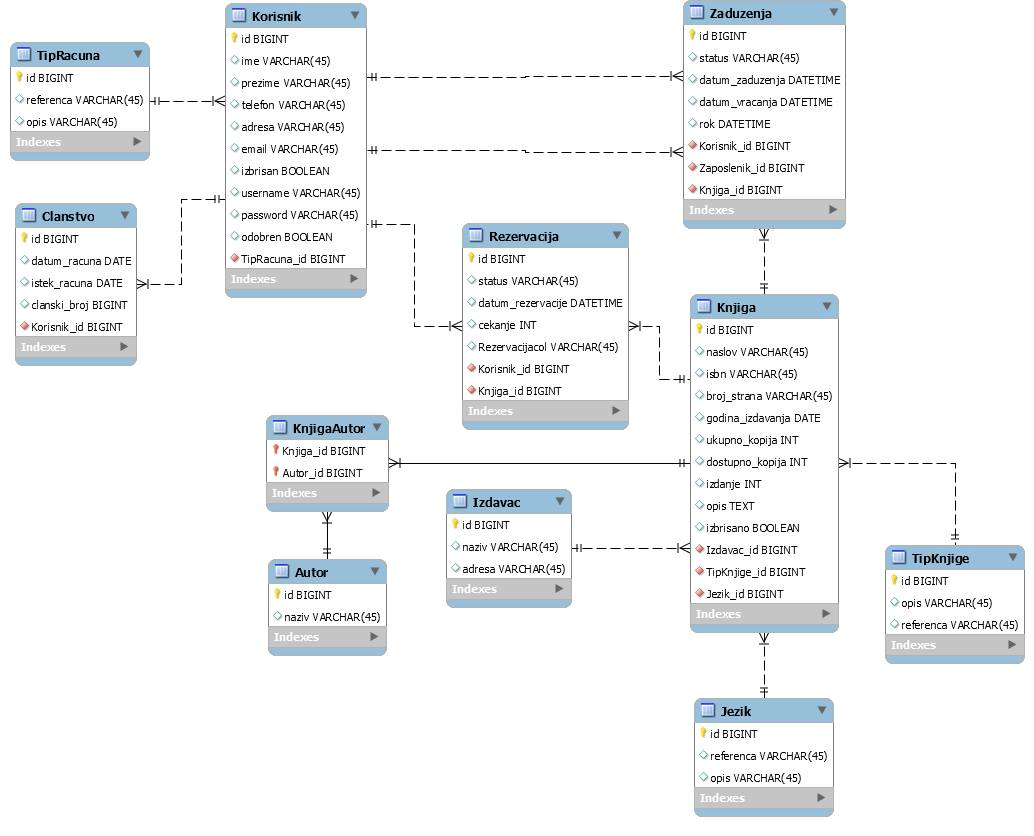 TipRacuna
id BIGINT
referenca VARCHAR(45)
opis VARCHAR(45)
Indexes
Korisnik
id BIGINT
ime VARCHAR(45)
prezime VARCHAR(45)
telefon VARCHAR(45)
adresa VARCHAR(45)
email VARCHAR(45)
izbrisan BOOLEAN
username VARCHAR(45)
password VARCHAR(45)
odobren BOOLEAN
TipRacuna_id BIGINT
Indexes
Zaduzenja
id BIGINT
status VARCHAR(45)
datum_zaduzenja DATETIME
datum_vracanja DATETIME
rok DATETIME
Korisnik_id BIGINT
Zaposlenik_id BIGINT
Knjiga_id BIGINT
Indexes
Clanstvo
id BIGINT
datum_racuna DATE
istek_racuna DATE
clanski_broj BIGINT
Korisnik_id BIGINT
Indexes
Rezervacija
id BIGINT
status VARCHAR(45)
datum_rezervacije DATETIME
cekanje INT
Rezervacijacol VARCHAR(45)
Korisnik_id BIGINT
Knjiga_id BIGINT
Indexes
Knjiga
id BIGINT
naslov VARCHAR(45)
isbn VARCHAR(45)
broj_strana VARCHAR(45)
godina_izdavanja DATE
ukupno_kopija INT
dostupno_kopija INT
izdanje INT
opis TEXT
izbrisano BOOLEAN
Izdavac_id BIGINT
TipKnjige_id BIGINT
Jezik_id BIGINT
Indexes
KnjigaAutor
Knjiga_id BIGINT
Autor_id BIGINT
Indexes
Izdavac
id BIGINT
naziv VARCHAR(45)
adresa VARCHAR(45)
Indexes
Autor
id BIGINT
naziv VARCHAR(45)
Indexes
TipKnjige
id BIGINT
opis VARCHAR(45)
referenca VARCHAR(45)
Indexes
Jezik
id BIGINT
referenca VARCHAR(45)
opis VARCHAR(45)
Indexes